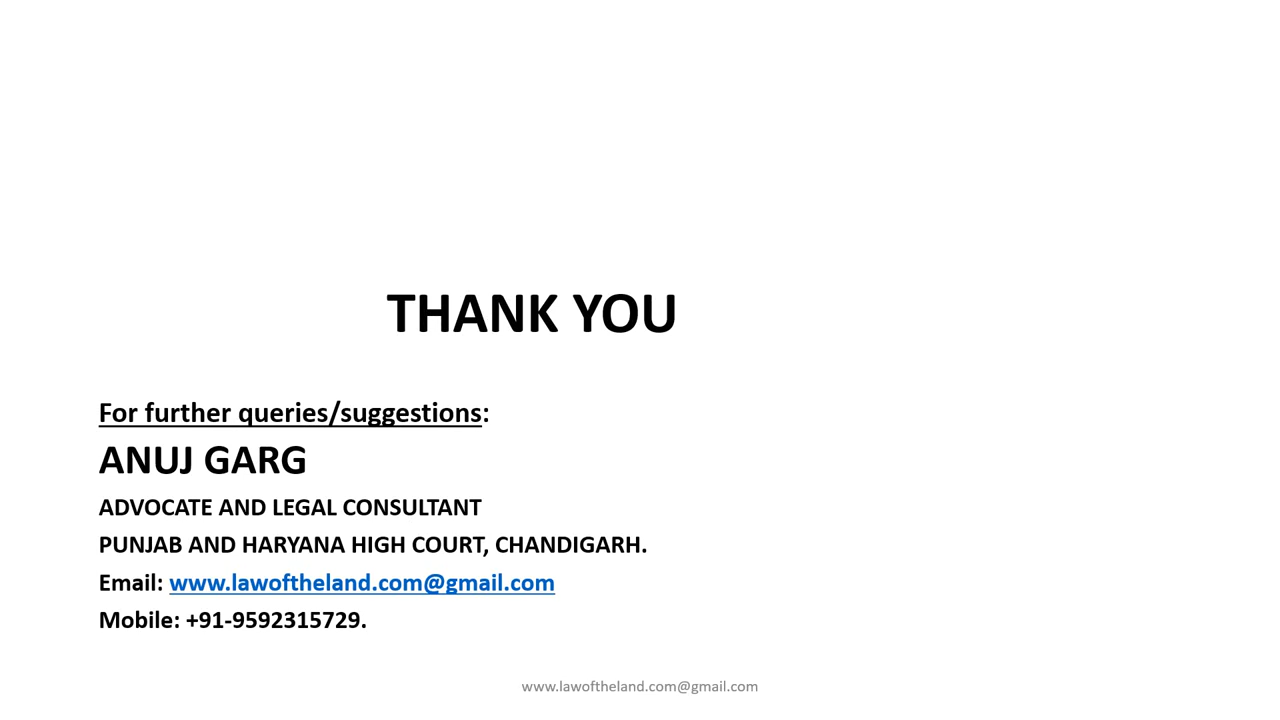 THANK YOU
For further queries/suggestions:
ANUJ GARG
ADVOCATE AND LEGAL CONSULTANT
PUNJAB AND HARYANA HIGH COURT, CHANDIGARH.
Email: www.lawoftheland.com@gmail.com
Mobile: +91-9592315729.
www.lawoftheland.com@gmail.com